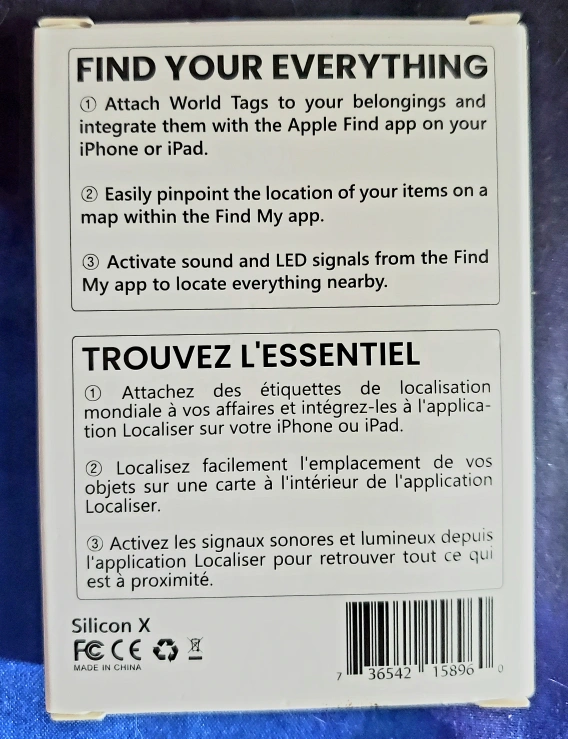 FIND YOUR EVERYTHING
① Attach World Tags to your belongings and
integrate them with the Apple Find app on your
iPhone or iPad.
② Easily pinpoint the location of your items on a
map within the Find My app.
③ Activate sound and LED signals from the Find
My app to locate everything nearby.
TROUVEZ L'ESSENTIEL
① Attachez des étiquettes de localisation
mondiale à vos affaires et intégrez-les à l'applica-
tion Localiser sur votre iPhone ou iPad.
② Localisez facilement l'emplacement de vos
objets sur une carte à l'intérieur de l'application
Localiser.
③ Activez les signaux sonores et lumineux depuis
l'application Localiser pour retrouver tout ce qui
est à proximité.
Silicon X
FC CE
MADE IN CHINA
7 36542 15896 0